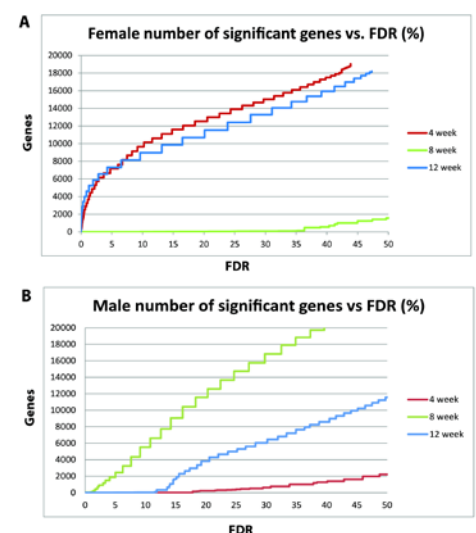 A
Female number of significant genes vs. FDR (%)
20000
18000
16000
14000
12000
10000
8000
6000
4000
2000
0
Genes
0 5 10 15 20 25 30 35 40 45 50
FDR
4 week
8 week
12 week
B
Male number of significant genes vs FDR (%)
20000
18000
16000
14000
12000
10000
8000
6000
4000
2000
0
Genes
0 5 10 15 20 25 30 35 40 45 50
FDR
4 week
8 week
12 week